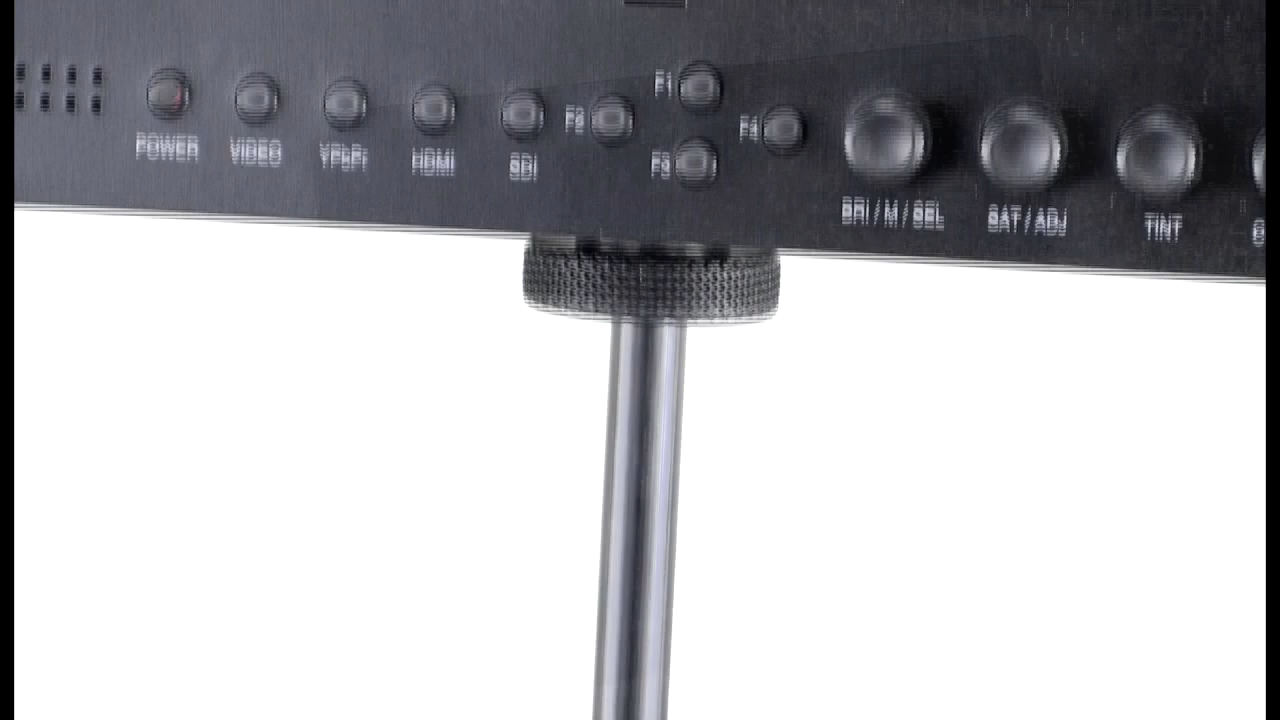 POWER
VIDEO
YPbPr
HDMI
SDI
F2
F1
F3
F4
BRI / M / SEL
SAT / ADJ
TINT